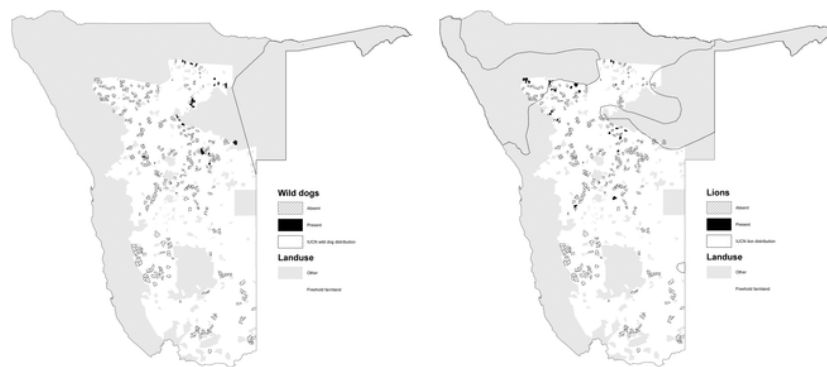 Wild dogs
Absent
Present
IUCN wild dog distribution
Landuse
Other
Freehold farmland
Lions
Absent
Present
IUCN lion distribution
Landuse
Other
Freehold farmland